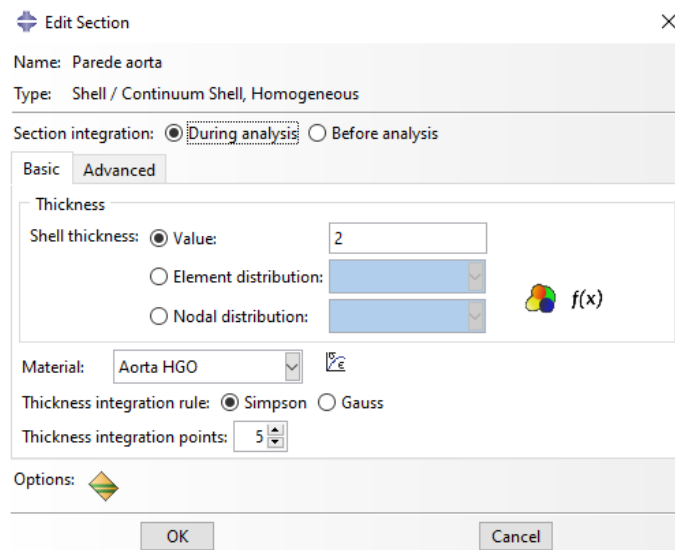 Edit Section
Name: Parede aorta
Type: Shell / Continuum Shell, Homogeneous
Section integration: During analysis Before analysis
Basic Advanced
Thickness
Shell thickness: Value: 2
Element distribution:
Nodal distribution:
f(x)
Material: Aorta HGO
Thickness integration rule: Simpson Gauss
Thickness integration points: 5
Options:
OK Cancel